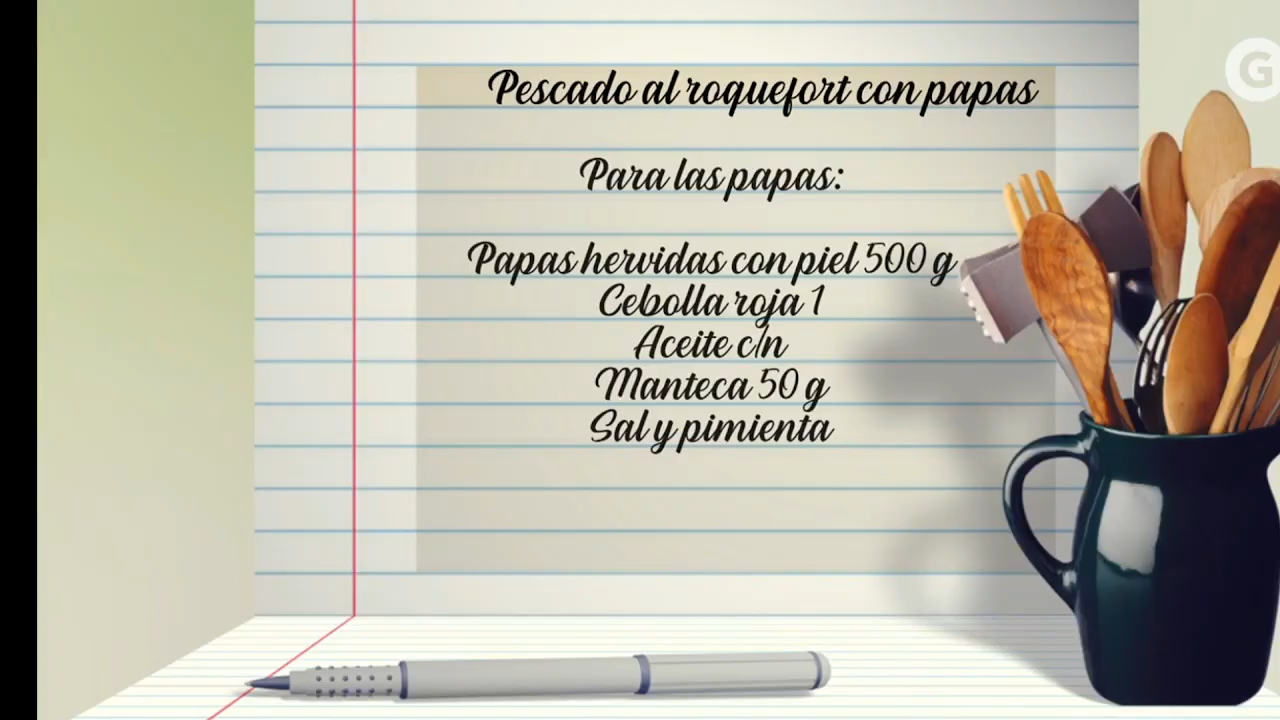 Pescado al roquefort con papas
Para las papas:
Papas hervidas con piel 500 g
Cebolla roja 1
Aceite c/n
Manteca 50 g
Sal y pimienta
G